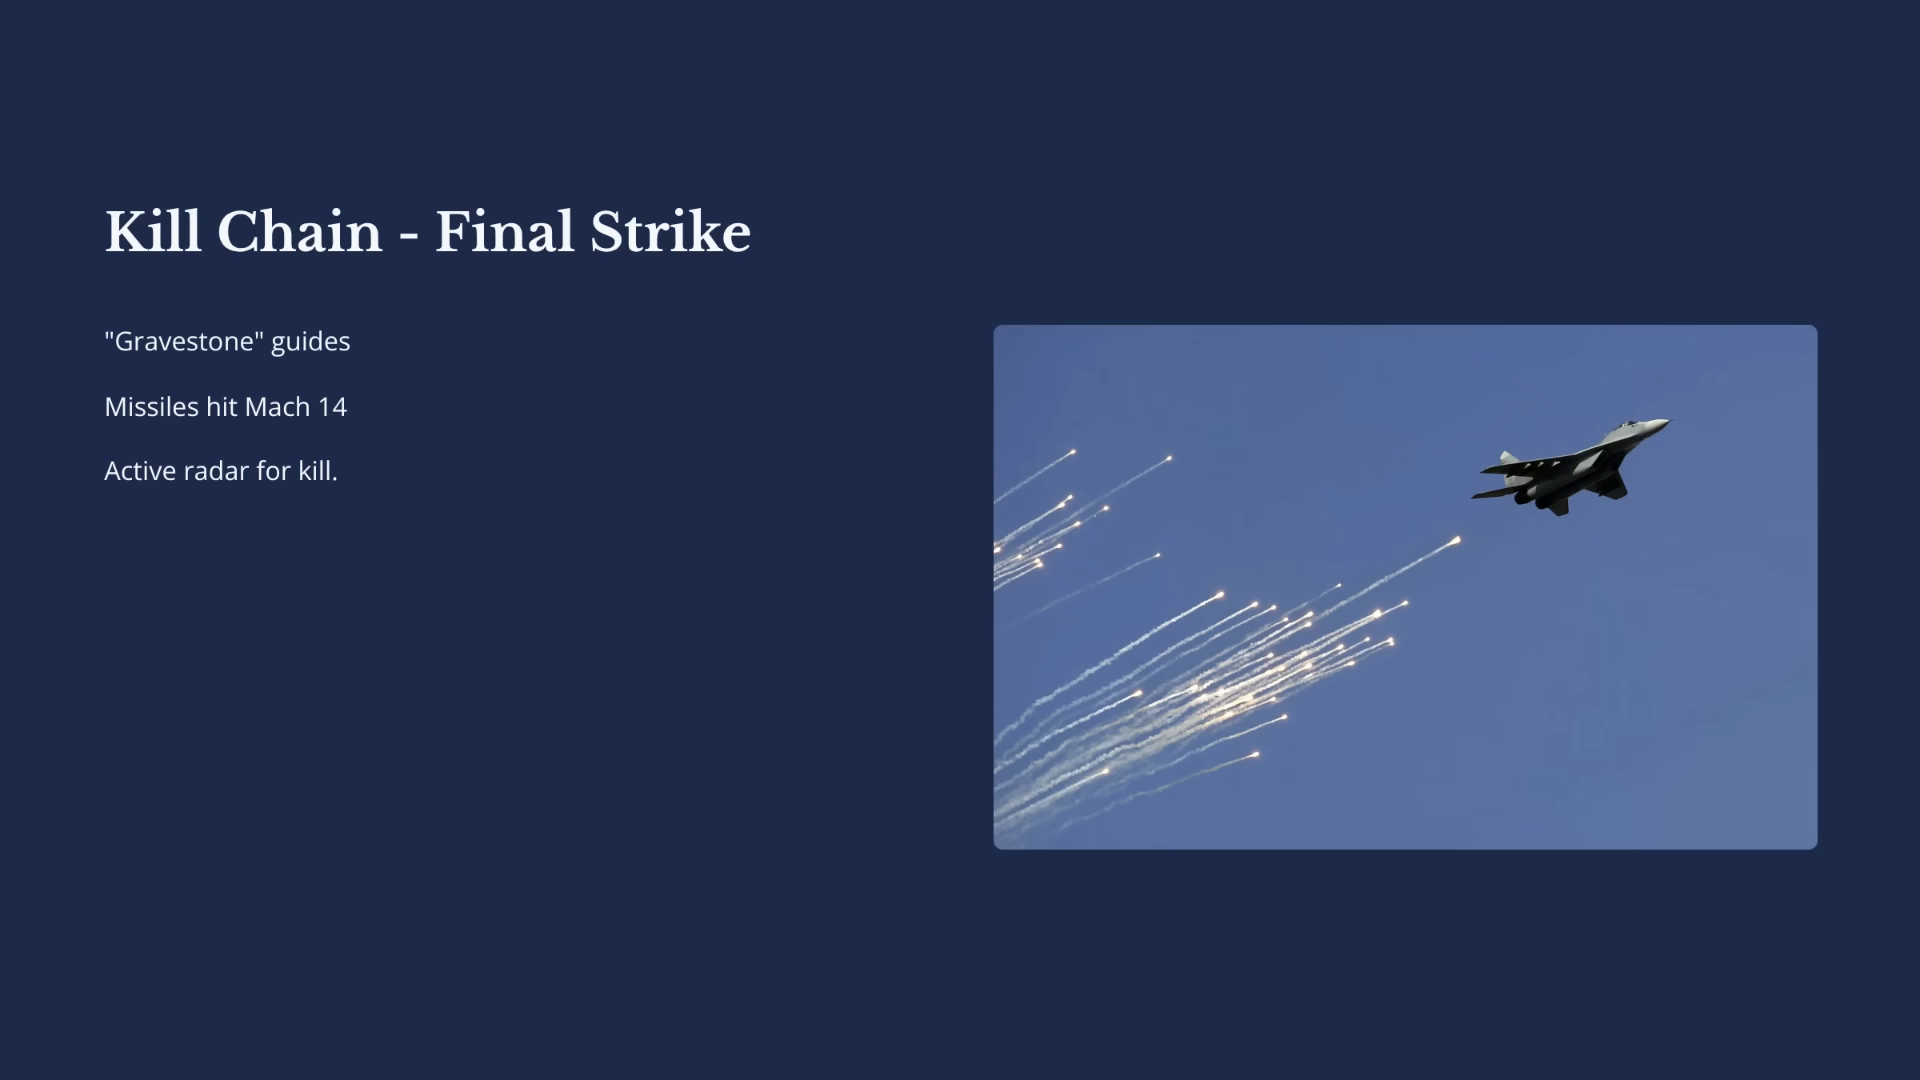 Kill Chain - Final Strike
"Gravestone" guides
Missiles hit Mach 14
Active radar for kill.